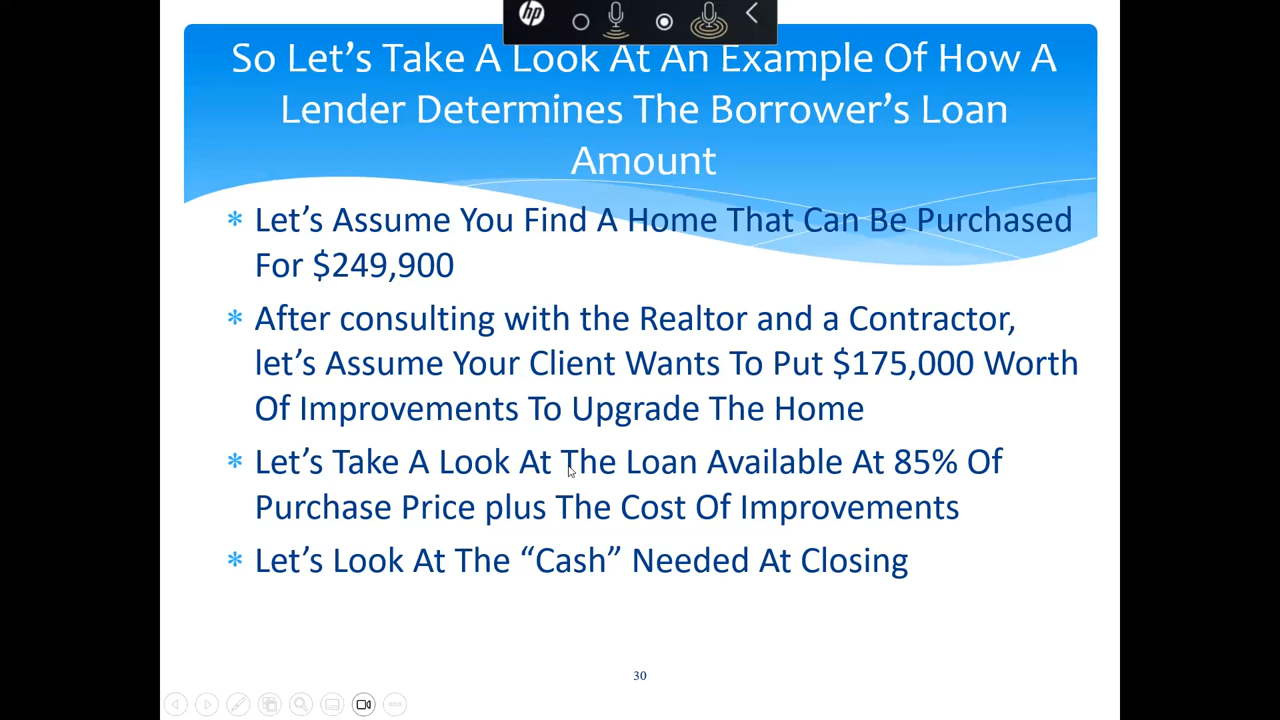 hp
So Let’s Take A Look At An Example Of How A
Lender Determines The Borrower’s Loan
Amount
Let’s Assume You Find A Home That Can Be Purchased
For $249,900
After consulting with the Realtor and a Contractor,
let’s Assume Your Client Wants To Put $175,000 Worth
Of Improvements To Upgrade The Home
Let’s Take A Look At The Loan Available At 85% Of
Purchase Price plus The Cost Of Improvements
Let’s Look At The “Cash” Needed At Closing
30